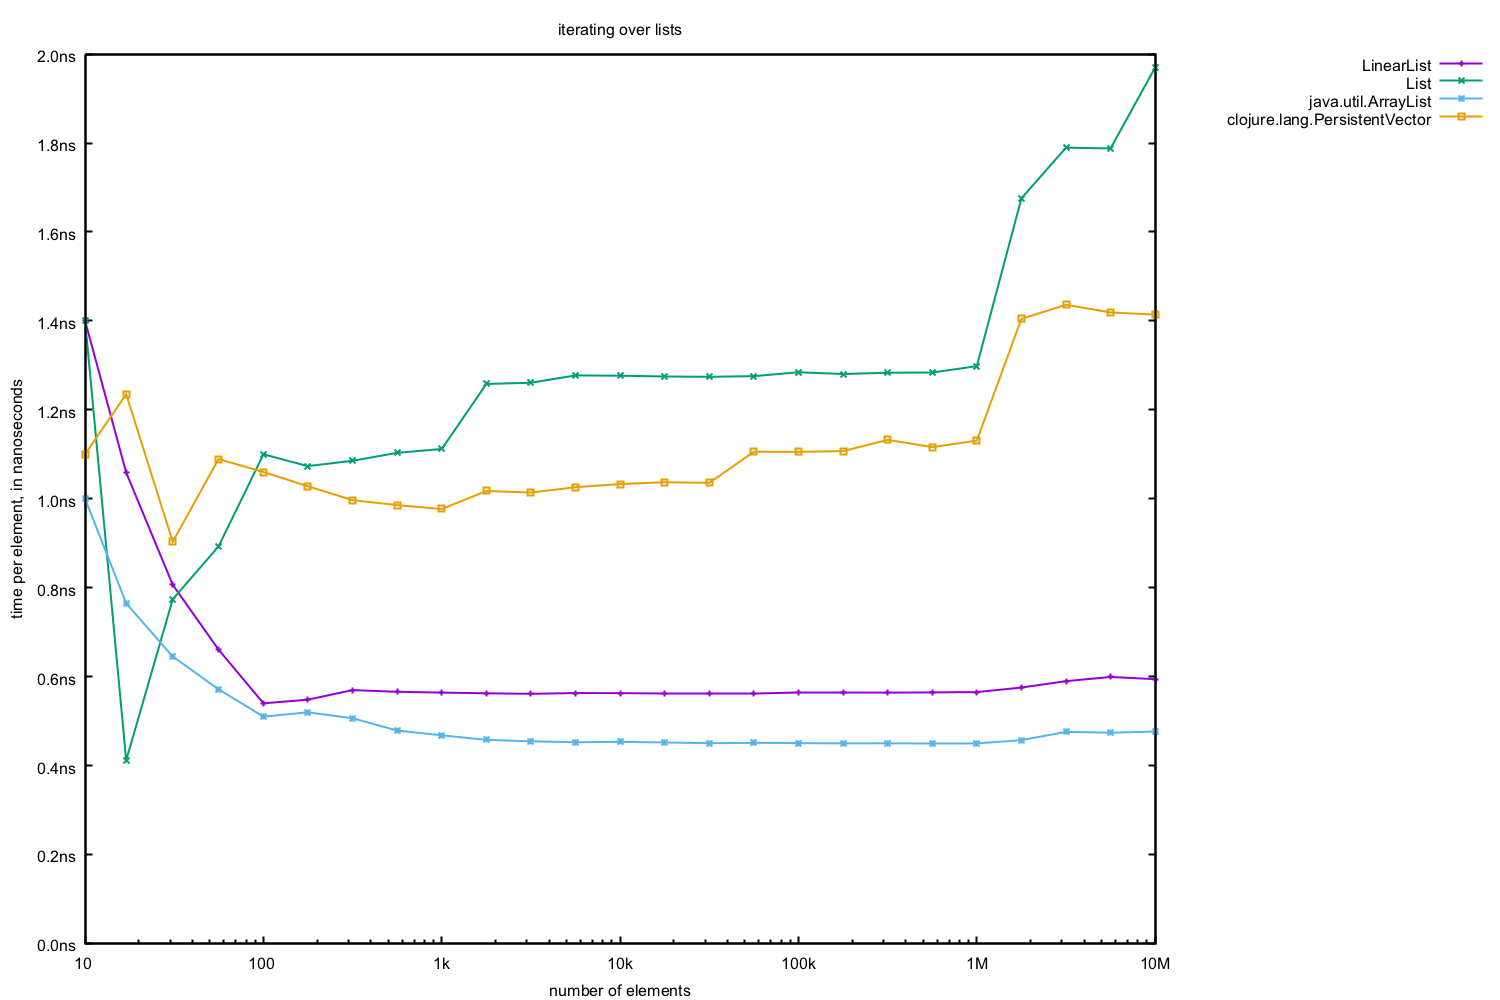 iterating over lists
LinearList
List
java.util.ArrayList
clojure.lang.PersistentVector
time per element, in nanoseconds
2.0ns
1.8ns
1.6ns
1.4ns
1.2ns
1.0ns
0.8ns
0.6ns
0.4ns
0.2ns
0.0ns
10 100 1k 10k 100k 1M 10M
number of elements